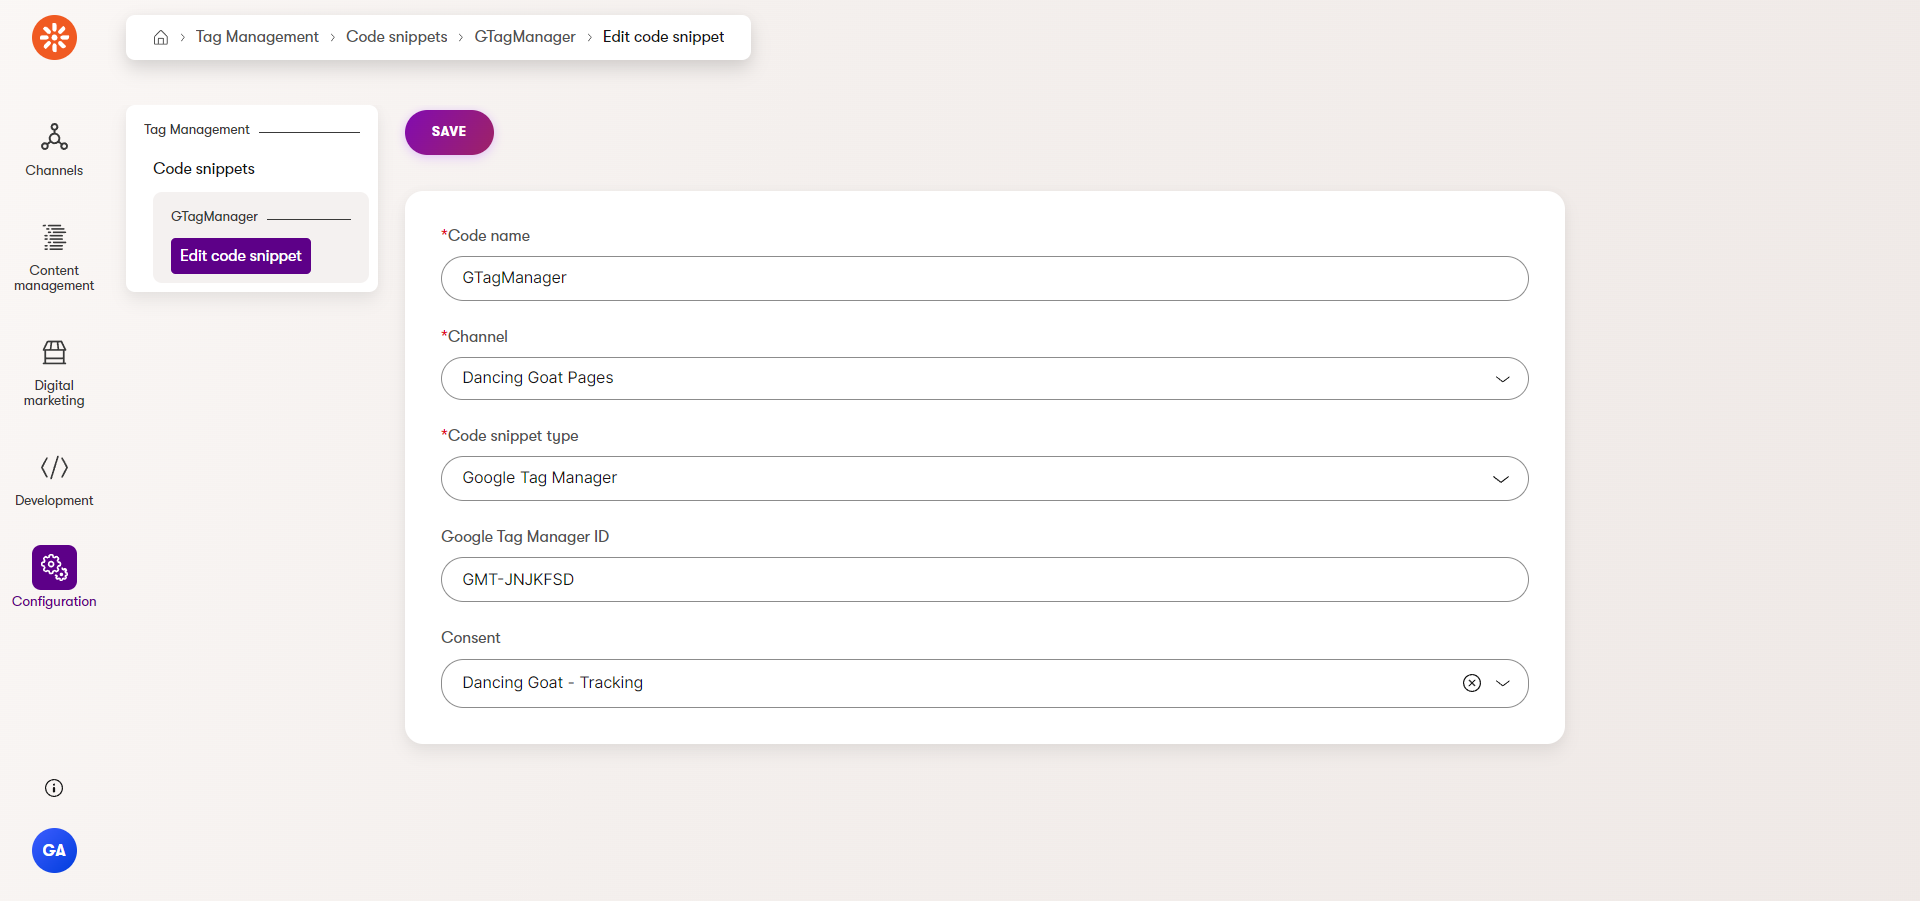 Tag Management > Code snippets > GTagManager > Edit code snippet
Channels
Content
management
Digital
marketing
Development
Configuration
GA
Tag Management
Code snippets
GTagManager
Edit code snippet
SAVE
*Code name
GTagManager
*Channel
Dancing Goat Pages
*Code snippet type
Google Tag Manager
Google Tag Manager ID
GMT-JNJKFSD
Consent
Dancing Goat - Tracking